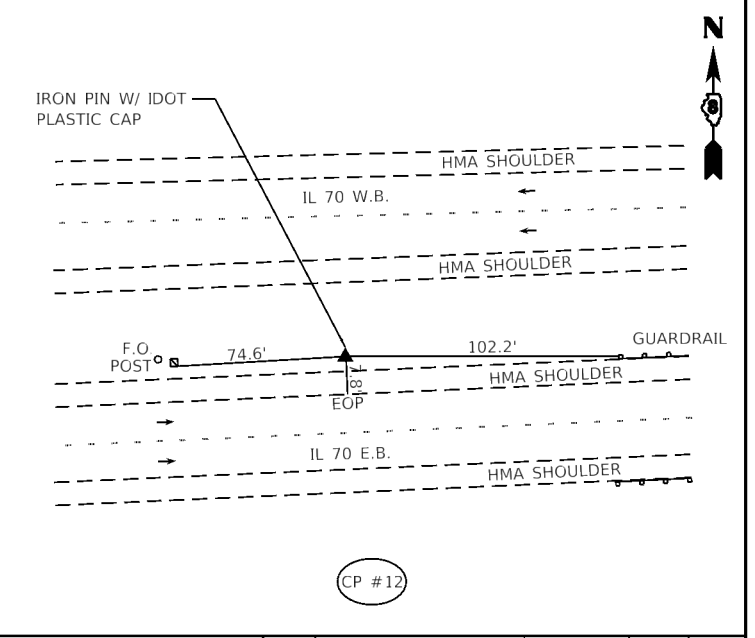 N
IRON PIN W/ IDOT
PLASTIC CAP
HMA SHOULDER
IL 70 W.B.
HMA SHOULDER
F.O.
POST
74.6'
102.2'
GUARDRAIL
7.8'
HMA SHOULDER
EOP
IL 70 E.B.
HMA SHOULDER
CP #12